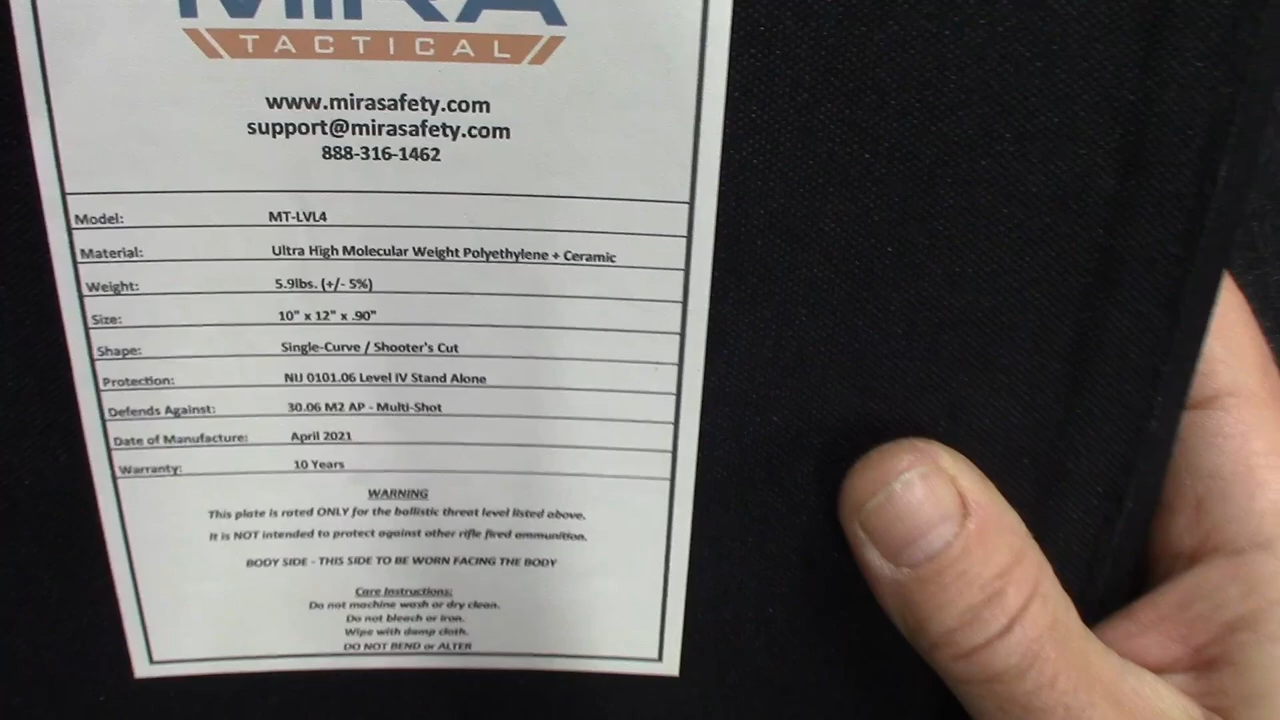 MIRA
TACTICAL
www.mirasafety.com
support@mirasafety.com
888-316-1462
Model: MT-LVL4
Material: Ultra High Molecular Weight Polyethylene + Ceramic
Weight: 5.9lbs. (+/- 5%)
Size: 10" x 12" x .90"
Shape: Single-Curve / Shooter's Cut
Protection: NIJ 0101.06 Level IV Stand Alone
Defends Against: 30.06 M2 AP - Multi-Shot
Date of Manufacture: April 2021
Warranty: 10 Years
WARNING
This plate is rated ONLY for the ballistic threat level listed above.
It is NOT intended to protect against other rifle fired ammunition.
BODY SIDE - THIS SIDE TO BE WORN FACING THE BODY
Care Instructions:
Do not machine wash or dry clean.
Do not bleach or iron.
Wipe with damp cloth.
DO NOT BEND or ALTER